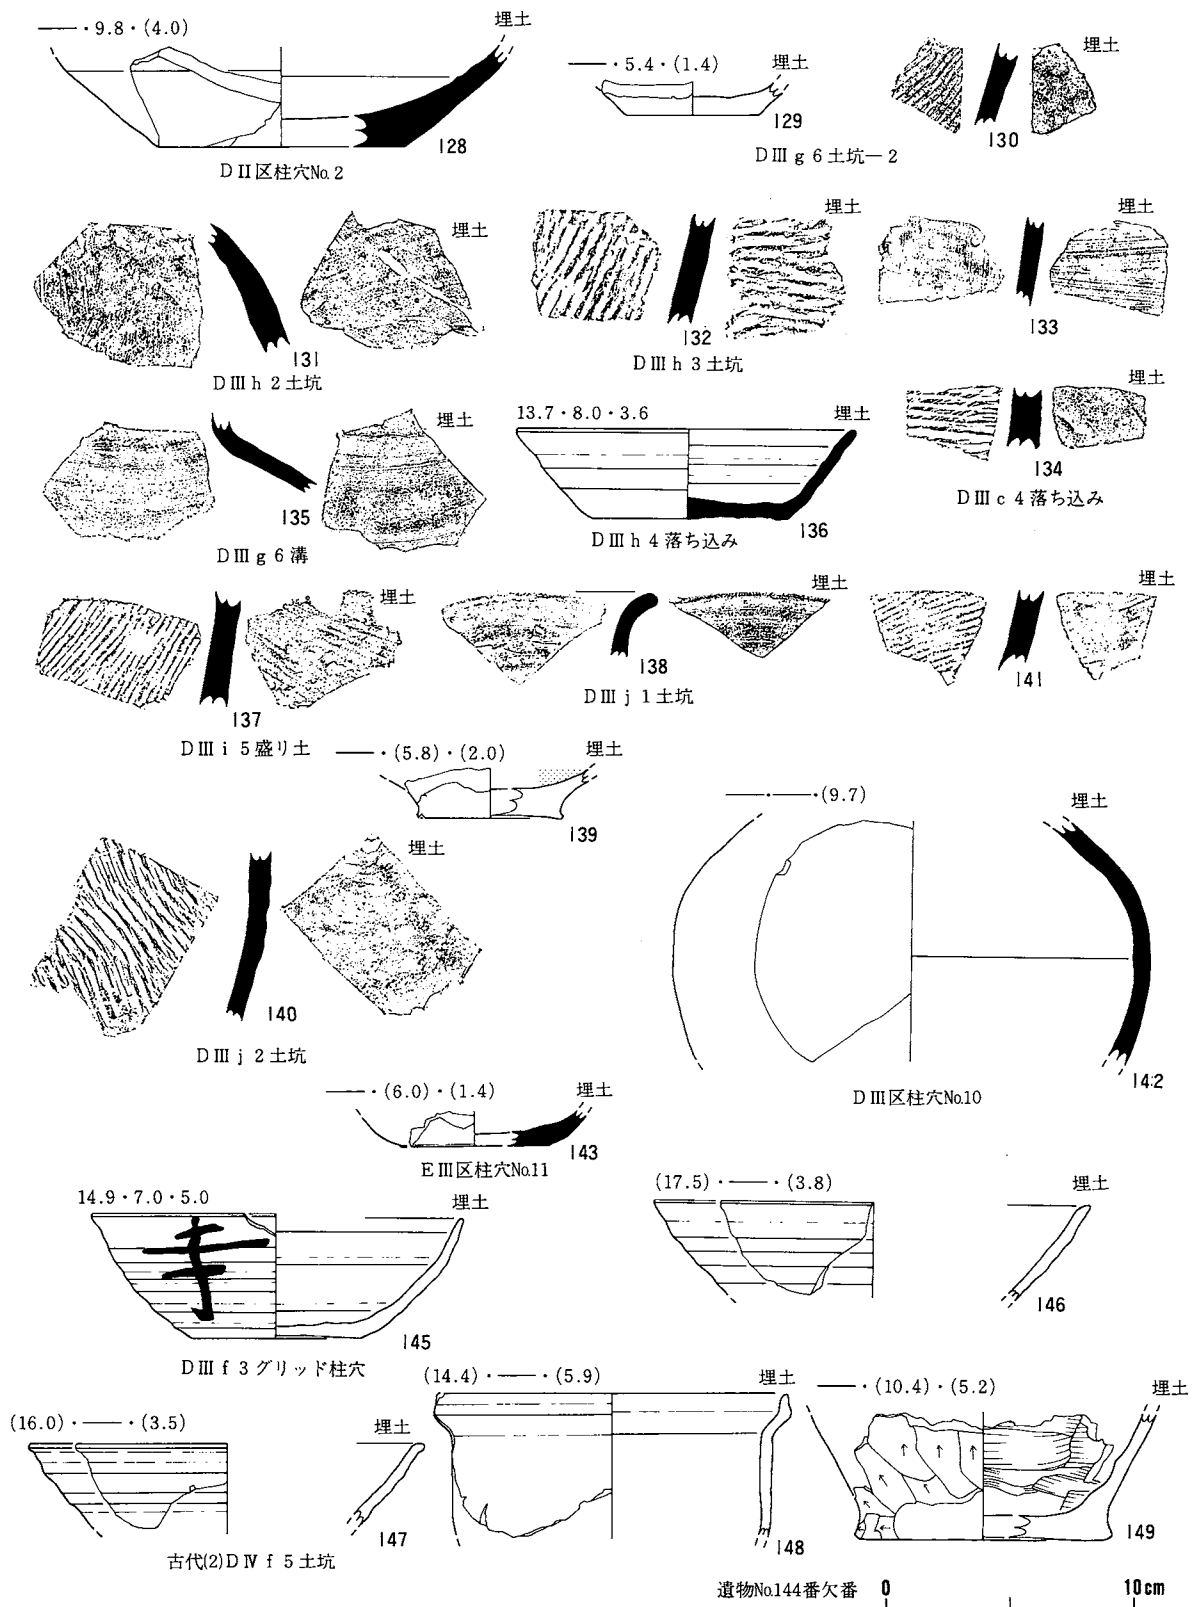 ——・9.8・(4.0)
埋土
128
DⅡ区柱穴No.2
——・5.4・(1.4)
埋土
129
埋土
130
DⅢg6土坑—2
埋土
131
DⅢh2土坑
埋土
132
DⅢh3土坑
埋土
133
埋土
134
DⅢc4落ち込み
埋土
135
DⅢg6溝
13.7・8.0・3.6
埋土
136
DⅢh4落ち込み
埋土
137
DⅢi5盛り土
埋土
138
DⅢj1土坑
埋土
141
——・(5.8)・(2.0)
埋土
139
埋土
140
DⅢj2土坑
——・——・(9.7)
埋土
142
DⅢ区柱穴No.10
——・(6.0)・(1.4)
埋土
143
EⅢ区柱穴No.11
14.9・7.0・5.0
埋土
145
DⅢf3グリッド柱穴
(17.5)・——・(3.8)
埋土
146
(16.0)・——・(3.5)
埋土
147
(14.4)・——・(5.9)
埋土
148
——・(10.4)・(5.2)
埋土
149
古代(2)DⅣf5土坑
遺物No.144番欠番
0 10cm